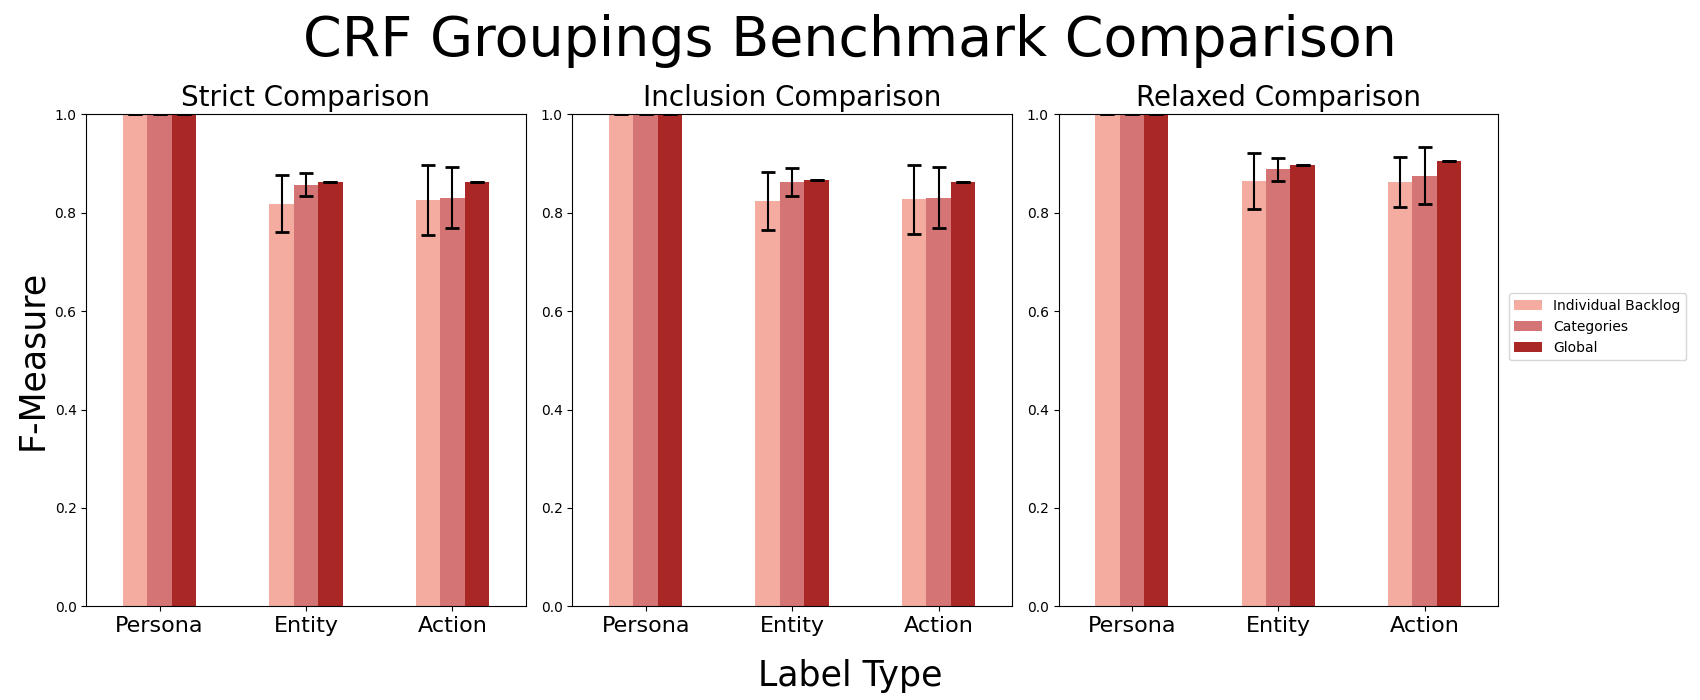 CRF Groupings Benchmark Comparison
Strict Comparison
Inclusion Comparison
Relaxed Comparison
F-Measure
1.0
0.8
0.6
0.4
0.2
0.0
Persona Entity Action
1.0
0.8
0.6
0.4
0.2
0.0
Persona Entity Action
1.0
0.8
0.6
0.4
0.2
0.0
Persona Entity Action
Individual Backlog
Categories
Global
Label Type